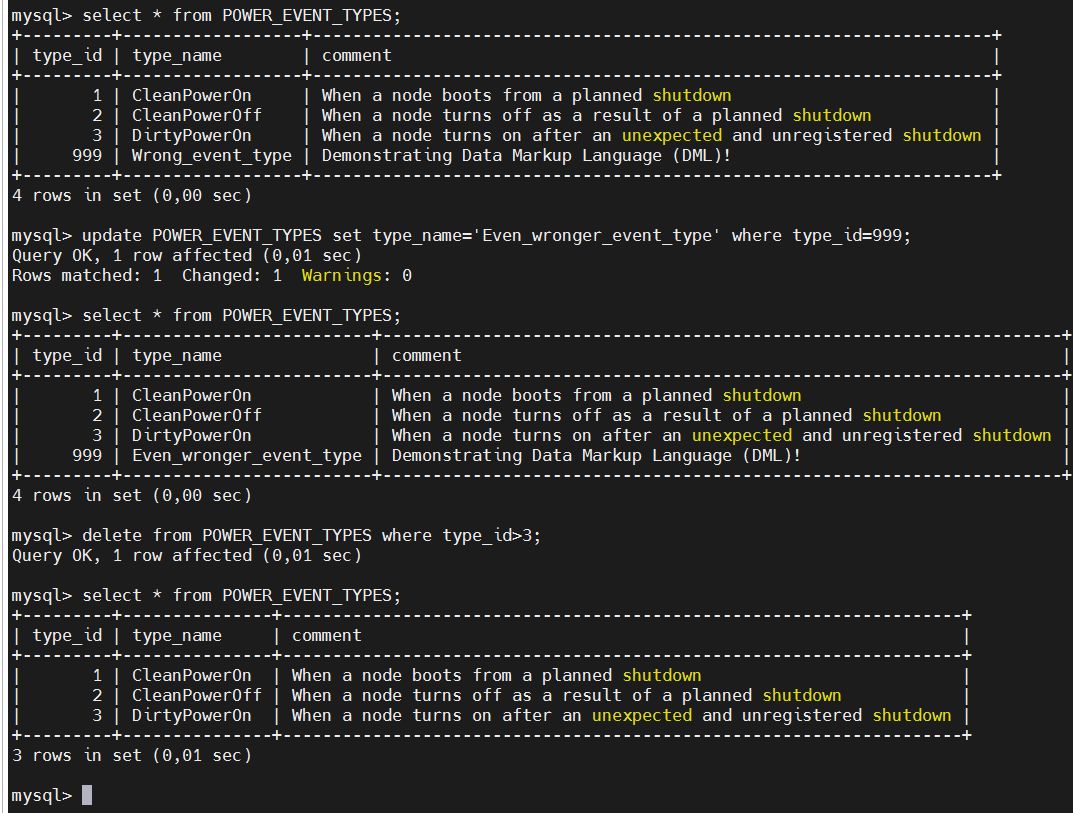 mysql> select * from POWER_EVENT_TYPES;
+---------+------------------+--------------------------------------------------------------------+
| type_id | type_name        | comment                                                            |
+---------+------------------+--------------------------------------------------------------------+
|       1 | CleanPowerOn     | When a node boots from a planned shutdown                          |
|       2 | CleanPowerOff    | When a node turns off as a result of a planned shutdown            |
|       3 | DirtyPowerOn     | When a node turns on after an unexpected and unregistered shutdown |
|     999 | Wrong_event_type | Demonstrating Data Markup Language (DML)!                          |
+---------+------------------+--------------------------------------------------------------------+
4 rows in set (0,00 sec)

mysql> update POWER_EVENT_TYPES set type_name='Even_wronger_event_type' where type_id=999;
Query OK, 1 row affected (0,01 sec)
Rows matched: 1  Changed: 1  Warnings: 0

mysql> select * from POWER_EVENT_TYPES;
+---------+-------------------------+--------------------------------------------------------------------+
| type_id | type_name               | comment                                                            |
+---------+-------------------------+--------------------------------------------------------------------+
|       1 | CleanPowerOn            | When a node boots from a planned shutdown                          |
|       2 | CleanPowerOff           | When a node turns off as a result of a planned shutdown            |
|       3 | DirtyPowerOn            | When a node turns on after an unexpected and unregistered shutdown |
|     999 | Even_wronger_event_type | Demonstrating Data Markup Language (DML)!                          |
+---------+-------------------------+--------------------------------------------------------------------+
4 rows in set (0,00 sec)

mysql> delete from POWER_EVENT_TYPES where type_id>3;
Query OK, 1 row affected (0,01 sec)

mysql> select * from POWER_EVENT_TYPES;
+---------+---------------+--------------------------------------------------------------------+
| type_id | type_name     | comment                                                            |
+---------+---------------+--------------------------------------------------------------------+
|       1 | CleanPowerOn  | When a node boots from a planned shutdown                          |
|       2 | CleanPowerOff | When a node turns off as a result of a planned shutdown            |
|       3 | DirtyPowerOn  | When a node turns on after an unexpected and unregistered shutdown |
+---------+---------------+--------------------------------------------------------------------+
3 rows in set (0,01 sec)

mysql>